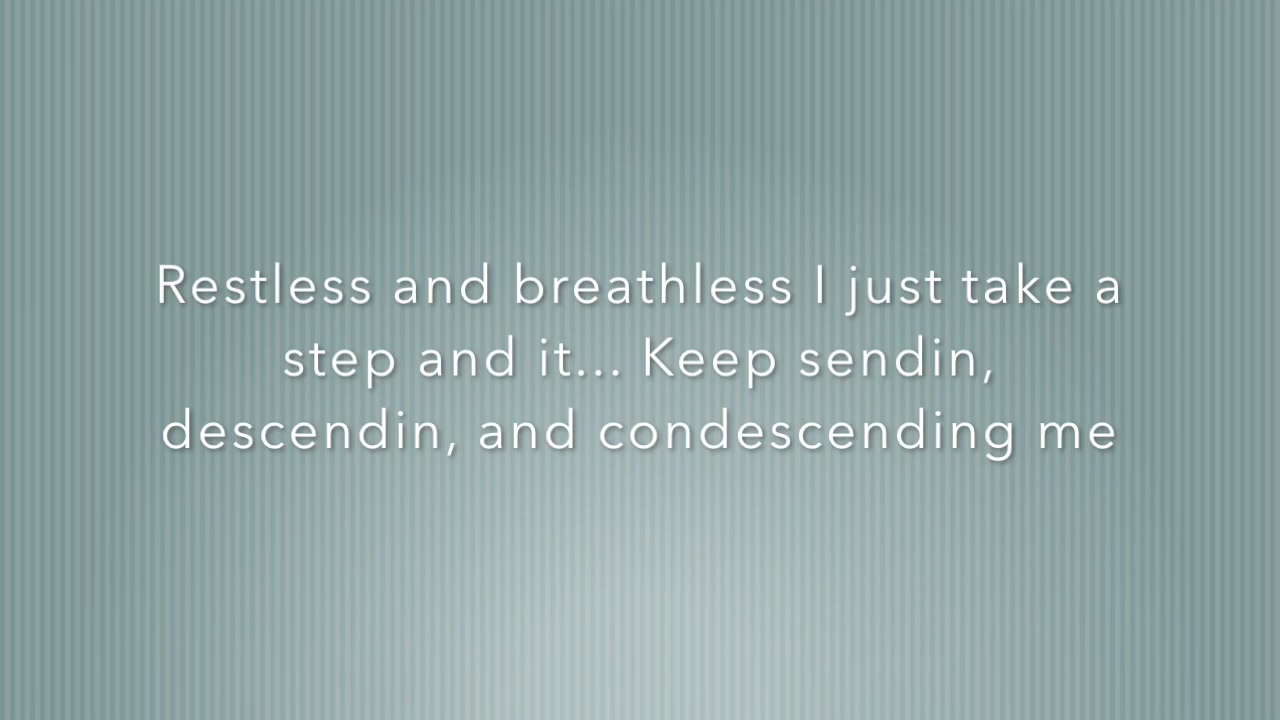 Restless and breathless I just take a
step and it... Keep sendin,
descendin, and condescending me